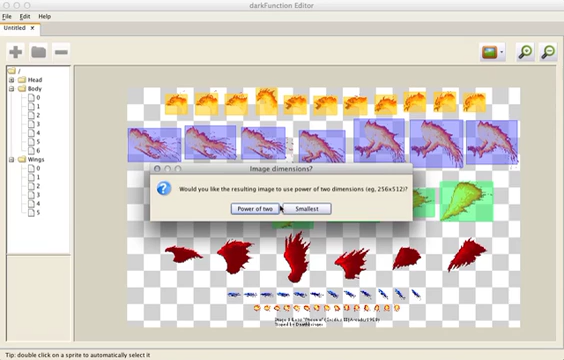 darkFunction Editor
File Edit Help
Untitled ×
/
Head
Body
0
1
2
3
4
5
6
Wings
0
1
2
3
4
5
Image dimensions?
Would you like the resulting image to use power of two dimensions (eg, 256x512)?
Power of two Smallest
Tip: double click on a sprite to automatically select it